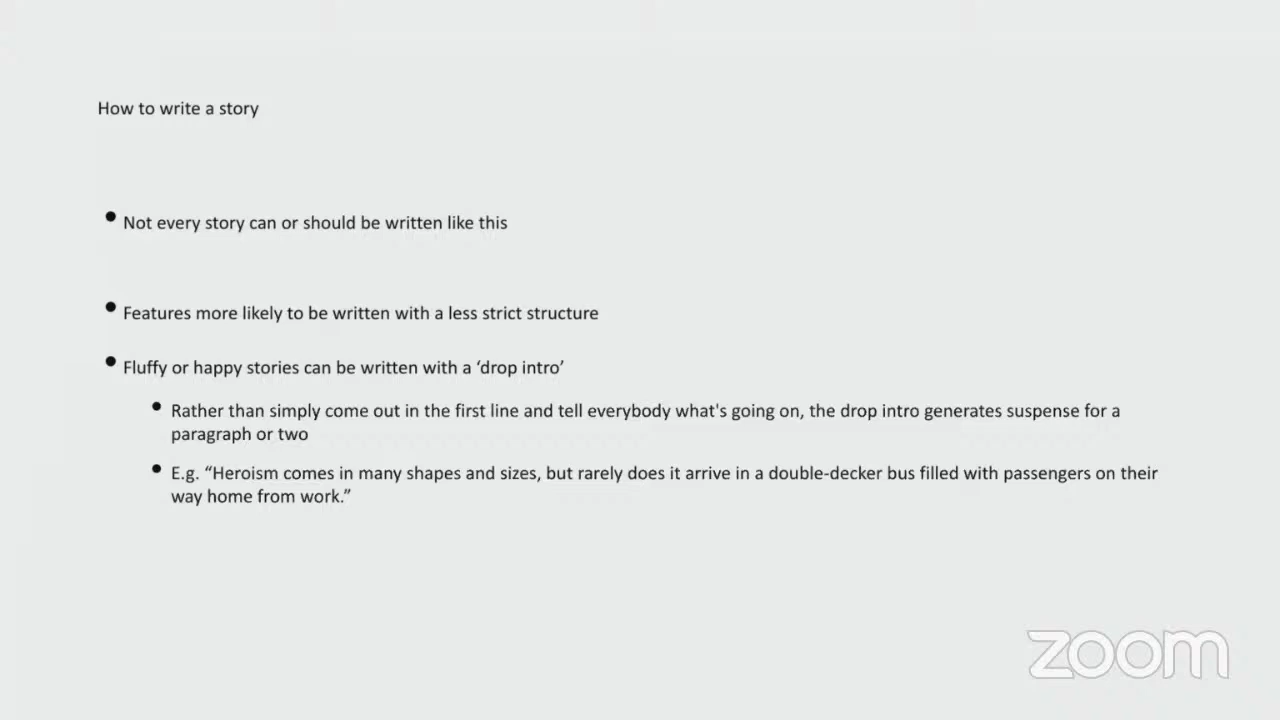 How to write a story
Not every story can or should be written like this
Features more likely to be written with a less strict structure
Fluffy or happy stories can be written with a ‘drop intro’
Rather than simply come out in the first line and tell everybody what's going on, the drop intro generates suspense for a
paragraph or two
E.g. “Heroism comes in many shapes and sizes, but rarely does it arrive in a double-decker bus filled with passengers on their
way home from work.”
zoom